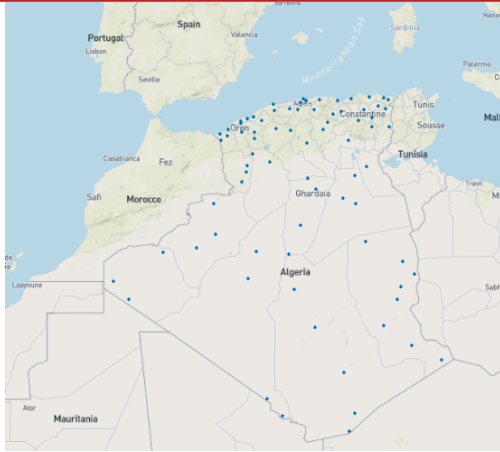 Sardinia
Spain
Valencia
Portugal
Lisbon
Mediterranean Sea
Palermo
Seville
Algiers
Tunis
Constantine
Oran
Sousse
Casablanca
Fez
Tunisia
Tripoli
Ghardaia
Safi
Morocco
Laayoune
Algeria
Atar
Mauritania